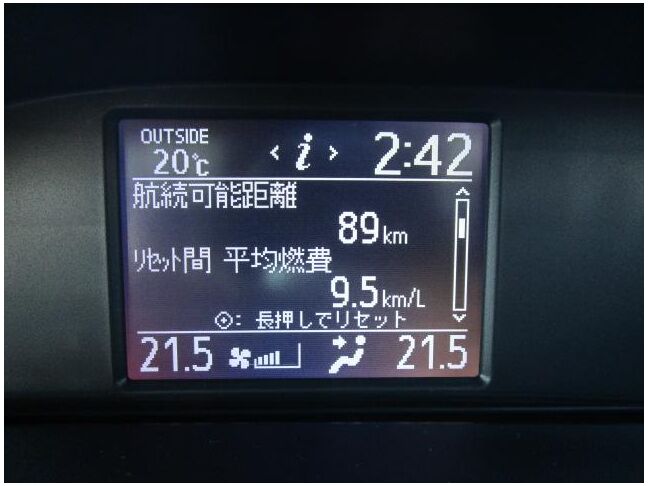 OUTSIDE
20℃
< i >
2:42
航続可能距離
89km
リセット間 平均燃費
9.5km/L
⊙: 長押しでリセット
21.5
21.5